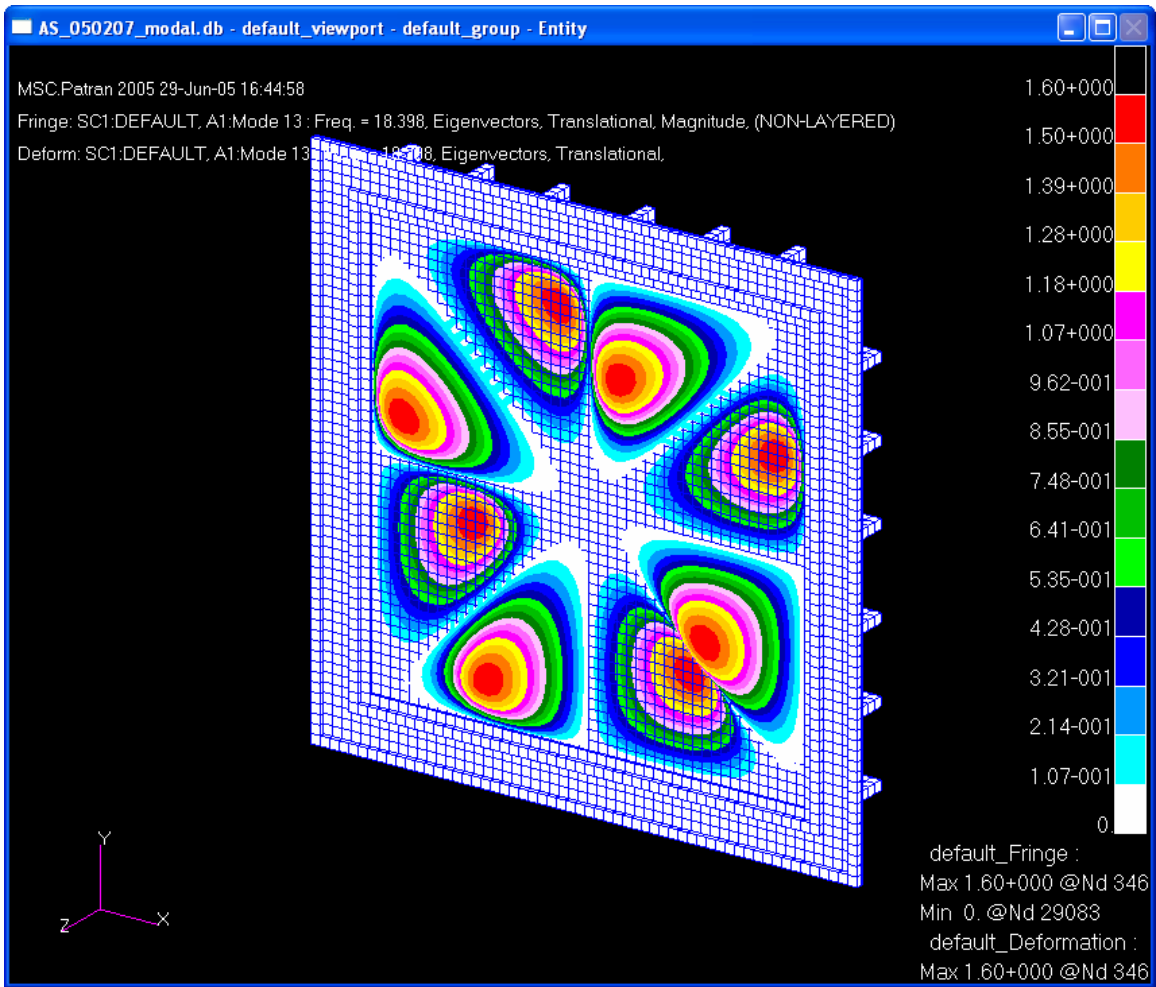 AS_050207_modal.db - default_viewport - default_group - Entity
MSC.Patran 2005 29-Jun-05 16:44:58
Fringe: SC1:DEFAULT, A1:Mode 13 : Freq. = 18.398, Eigenvectors, Translational, Magnitude, (NON-LAYERED)
Deform: SC1:DEFAULT, A1:Mode 13 Eigenvectors, Translational,
1.60+000
1.50+000
1.39+000
1.28+000
1.18+000
1.07+000
9.62-001
8.55-001
7.48-001
6.41-001
5.35-001
4.28-001
3.21-001
2.14-001
1.07-001
0.
default_Fringe :
Max 1.60+000 @Nd 346
Min 0. @Nd 29083
default_Deformation :
Max 1.60+000 @Nd 346
Y
Z
X